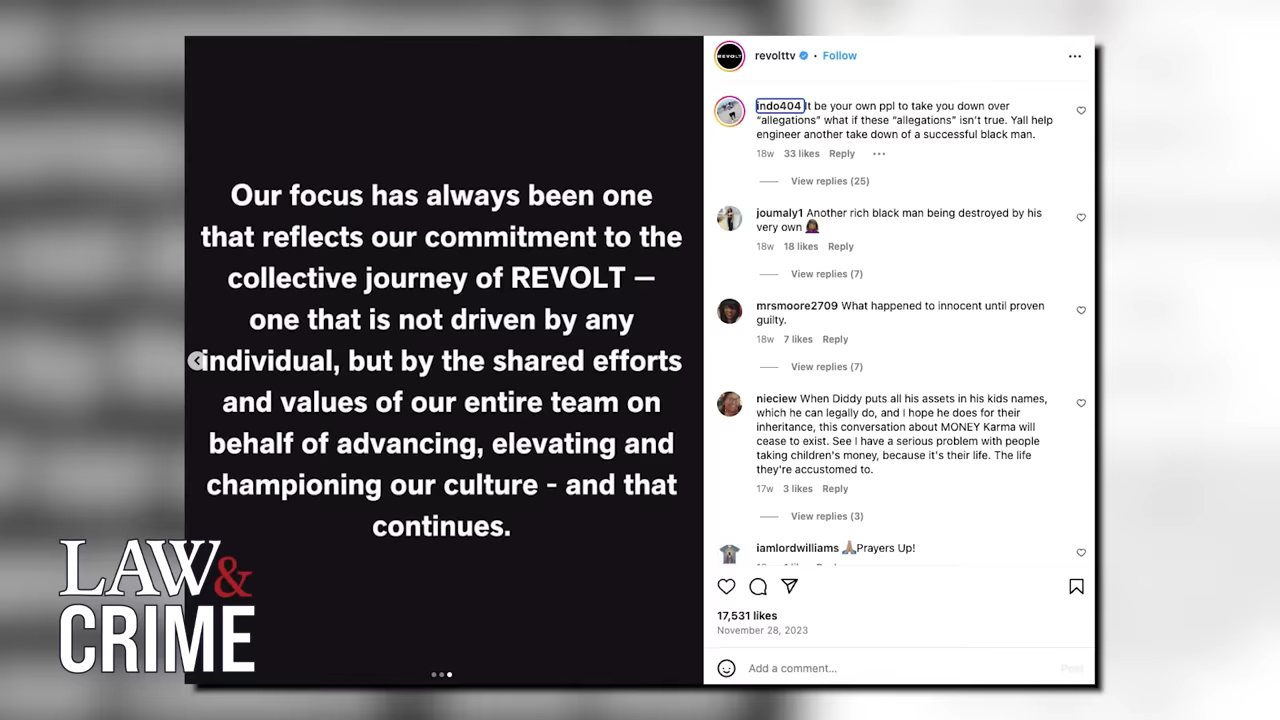 Our focus has always been one
that reflects our commitment to the
collective journey of REVOLT —
one that is not driven by any
individual, but by the shared efforts
and values of our entire team on
behalf of advancing, elevating and
championing our culture - and that
continues.
LAW&
CRIME
REVOLT
revolttv · Follow
indo404 It be your own ppl to take you down over
“allegations” what if these “allegations” isn’t true. Yall help
engineer another take down of a successful black man.
18w 33 likes Reply
View replies (25)
joumaly1 Another rich black man being destroyed by his
very own
18w 18 likes Reply
View replies (7)
mrsmoore2709 What happened to innocent until proven
guilty.
18w 7 likes Reply
View replies (7)
nieciew When Diddy puts all his assets in his kids names,
which he can legally do, and I hope he does for their
inheritance, this conversation about MONEY Karma will
cease to exist. See I have a serious problem with people
taking children's money, because it's their life. The life
they're accustomed to.
17w 3 likes Reply
View replies (3)
iamlordwilliams Prayers Up!
17,531 likes
November 28, 2023
Add a comment...
Post